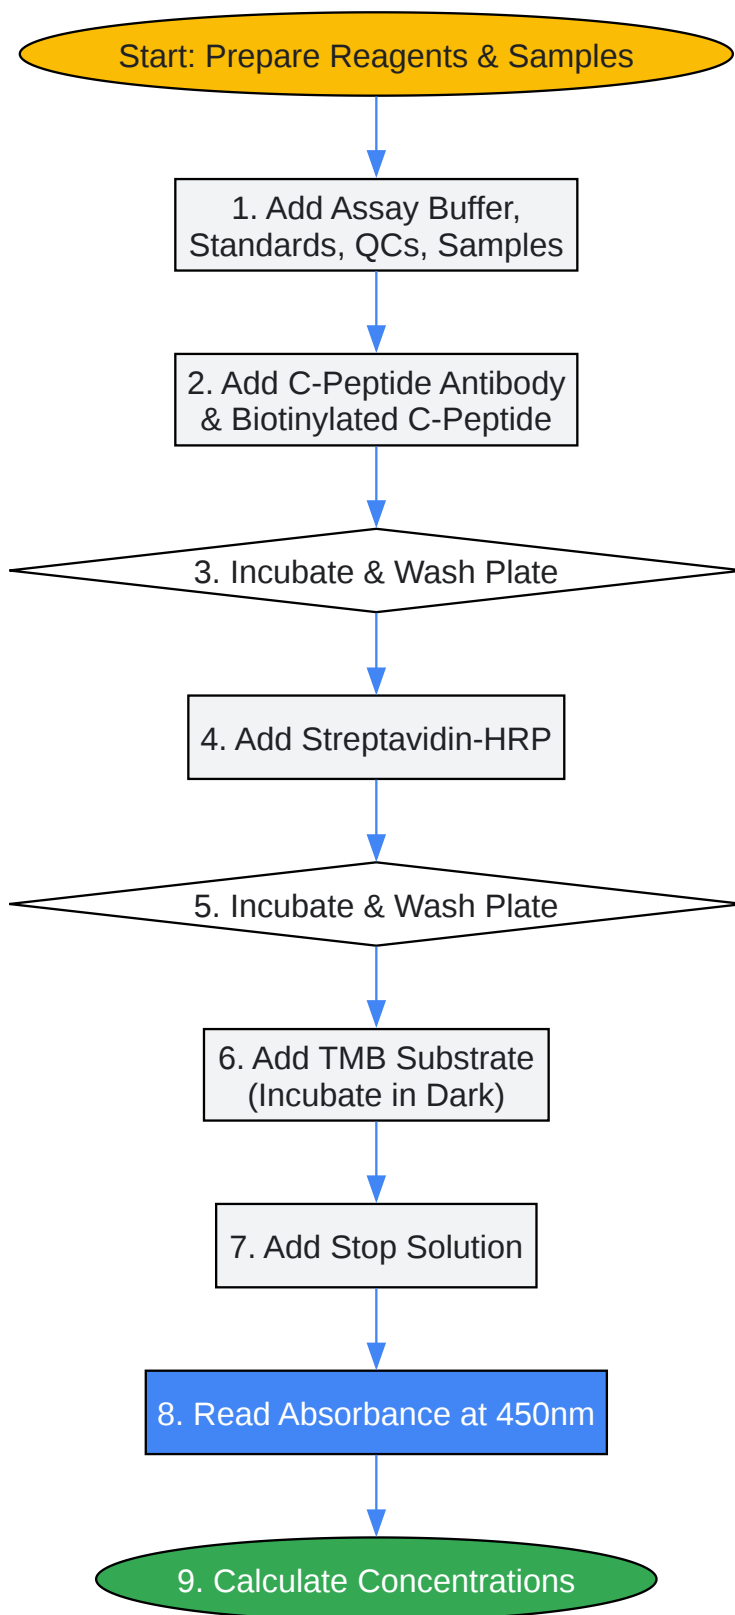 Start: Prepare Reagents & Samples
1. Add Assay Buffer,
Standards, QCs, Samples
2. Add C-Peptide Antibody
& Biotinylated C-Peptide
3. Incubate & Wash Plate
4. Add Streptavidin-HRP
5. Incubate & Wash Plate
6. Add TMB Substrate
(Incubate in Dark)
7. Add Stop Solution
8. Read Absorbance at 450nm
9. Calculate Concentrations